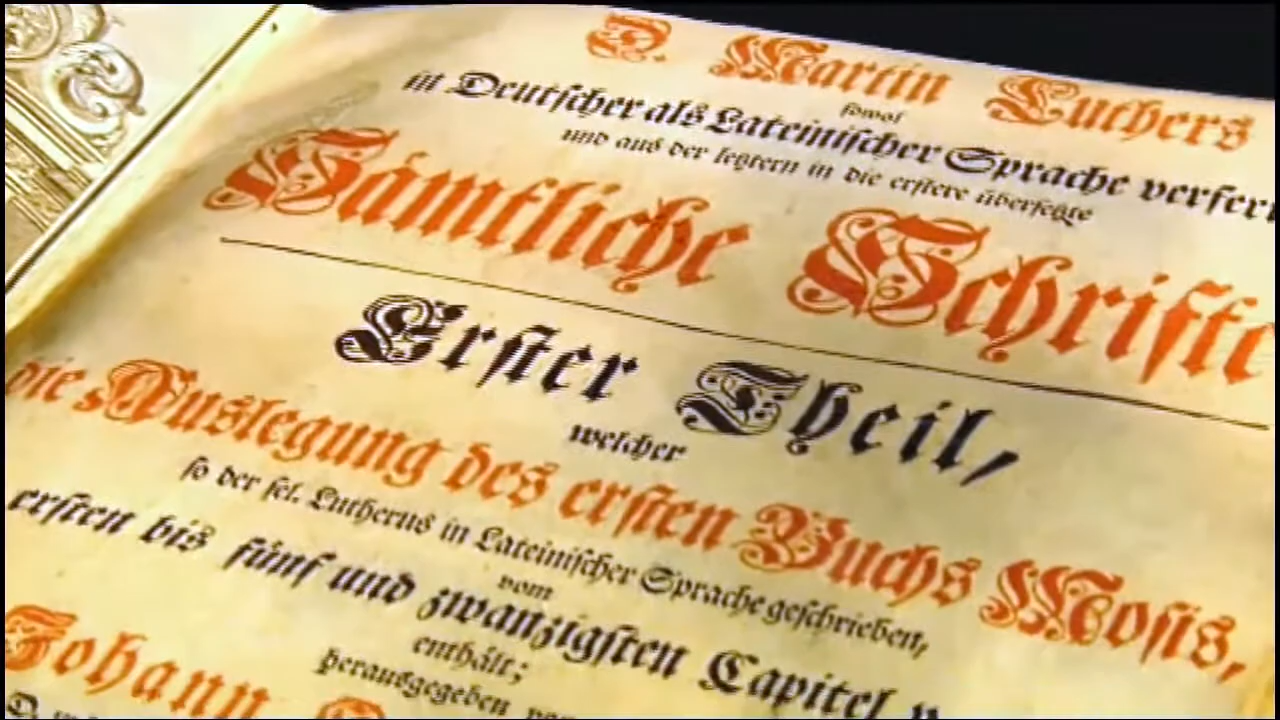 D. Martin Luthers
sowol
in Deutscher als Lateinischer Sprache verfert
und aus der letztern in die erstere übersetzte
Sämtliche Schrifte
Erster Theil,
welcher
die Auslegung des ersten Buchs Mosis,
so der sel. Lutherus in Lateinischer Sprache geschrieben,
vom
ersten bis fünf und zwanzigsten Capitel
enthält;
herausgegeben von
Johann